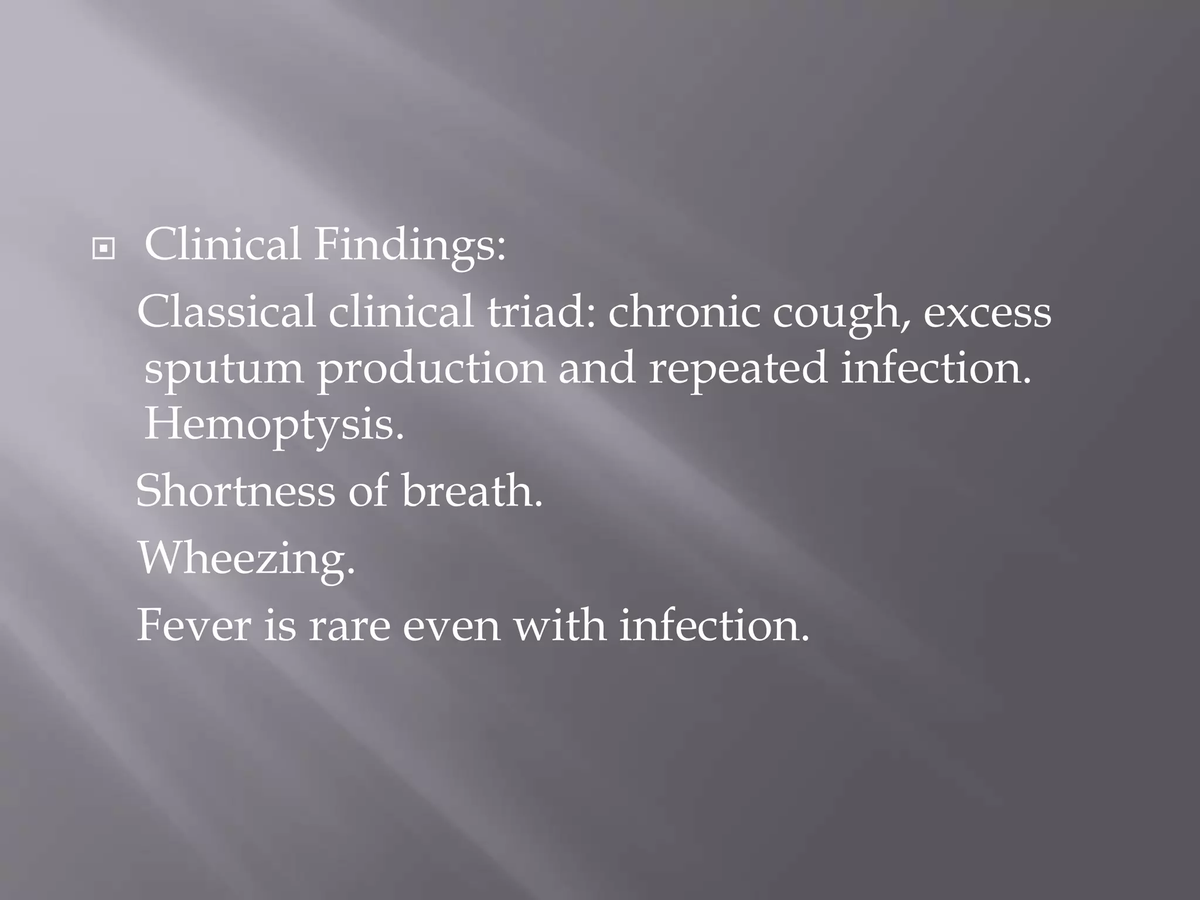 Clinical Findings:
Classical clinical triad: chronic cough, excess
sputum production and repeated infection.
Hemoptysis.
Shortness of breath.
Wheezing.
Fever is rare even with infection.